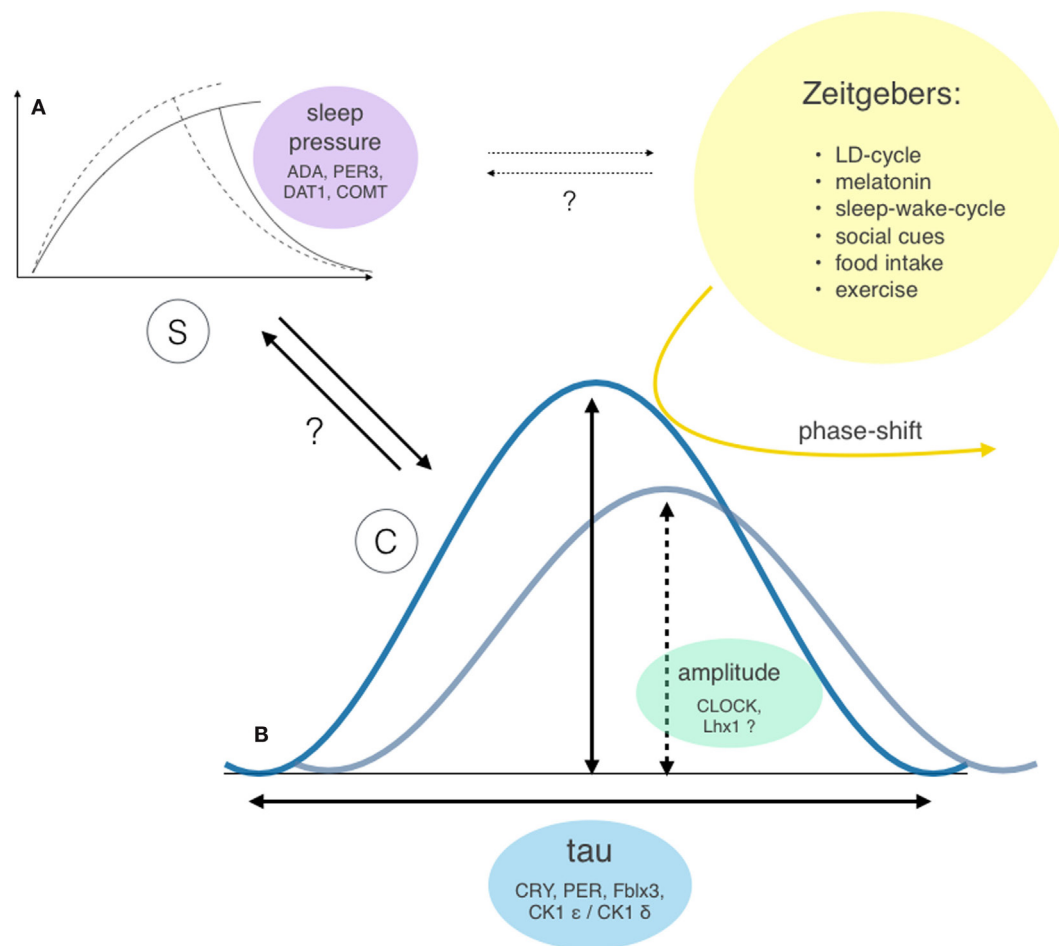 A
sleep
pressure
ADA, PER3,
DAT1, COMT
?
Zeitgebers:
• LD-cycle
• melatonin
• sleep-wake-cycle
• social cues
• food intake
• exercise
S
?
C
phase-shift
amplitude
CLOCK,
Lhx1 ?
B
tau
CRY, PER, Fblx3,
CK1 ε / CK1 δ